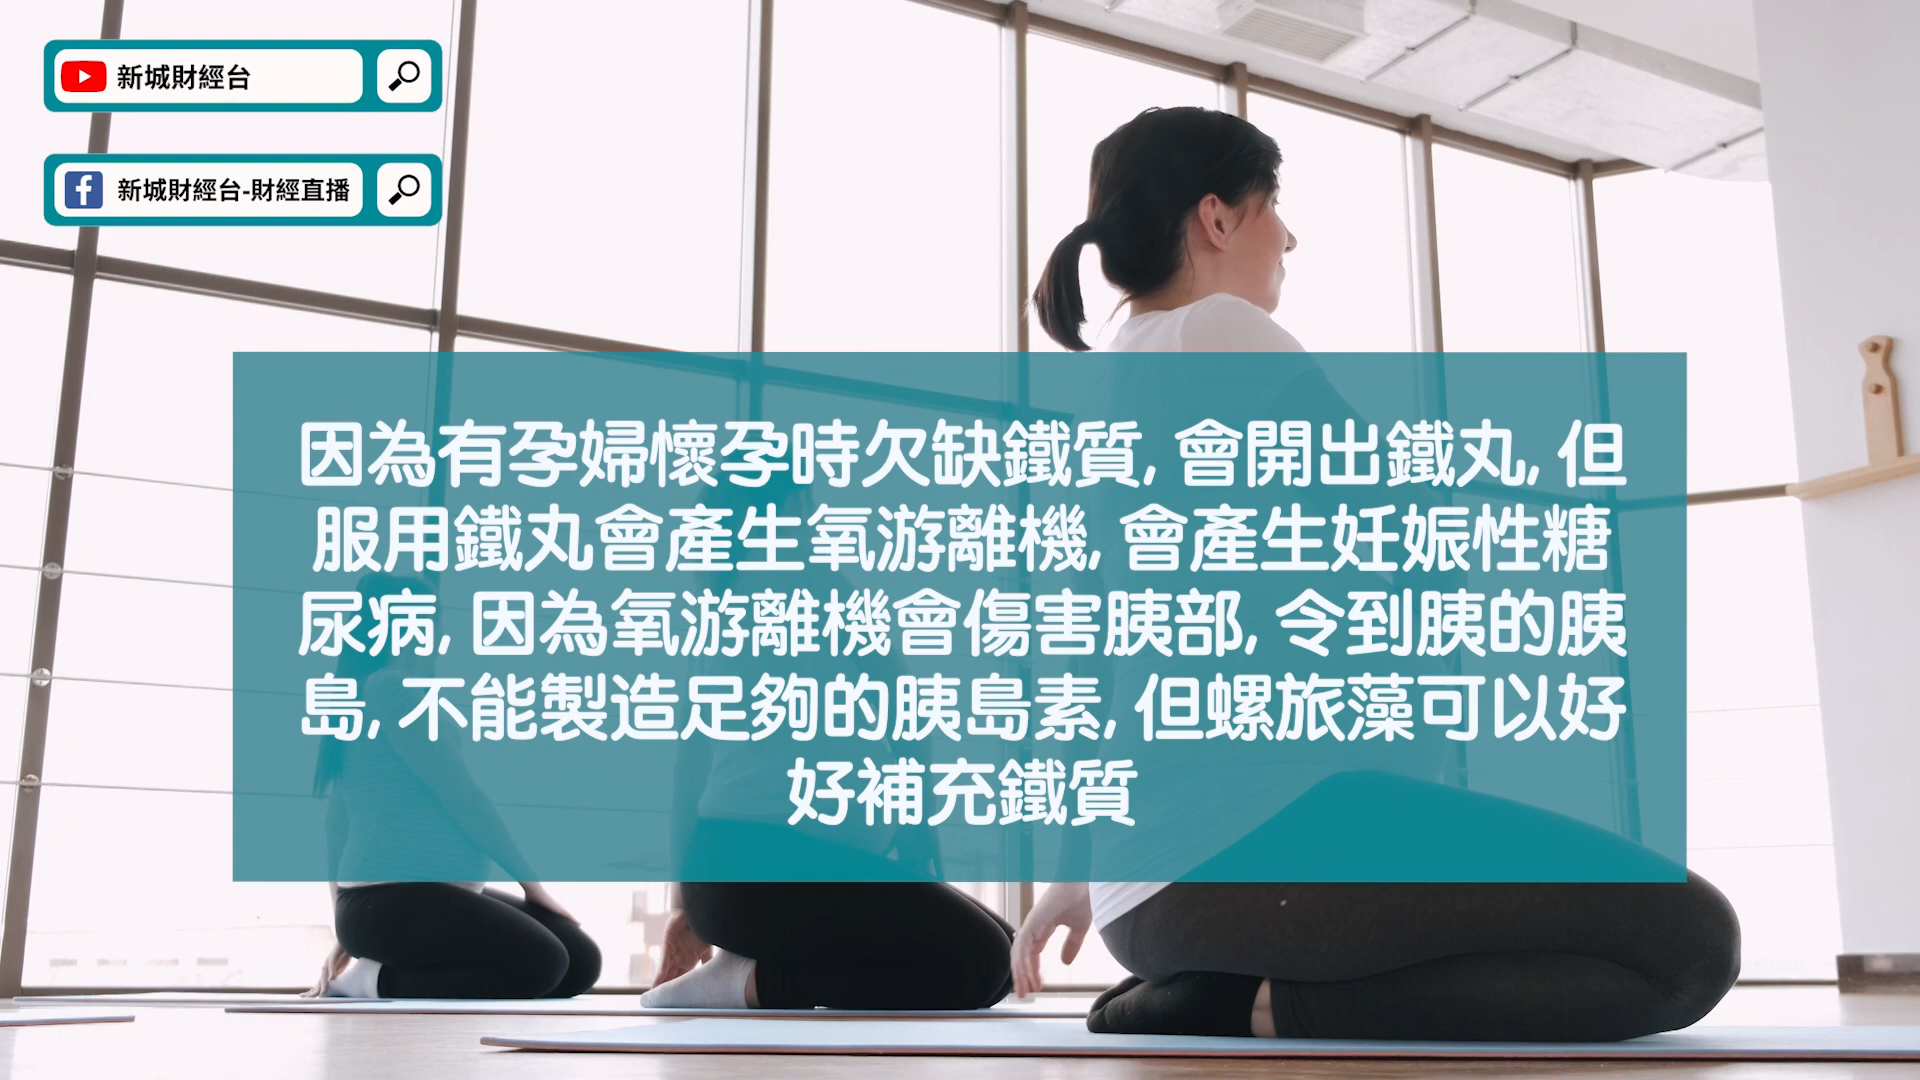 新城財經台
新城財經台-財經直播
因為有孕婦懷孕時欠缺鐵質, 會開出鐵丸, 但
服用鐵丸會產生氧游離機, 會產生妊娠性糖
尿病, 因為氧游離機會傷害胰部, 令到胰的胰
島, 不能製造足夠的胰島素, 但螺旅藻可以好
好補充鐵質